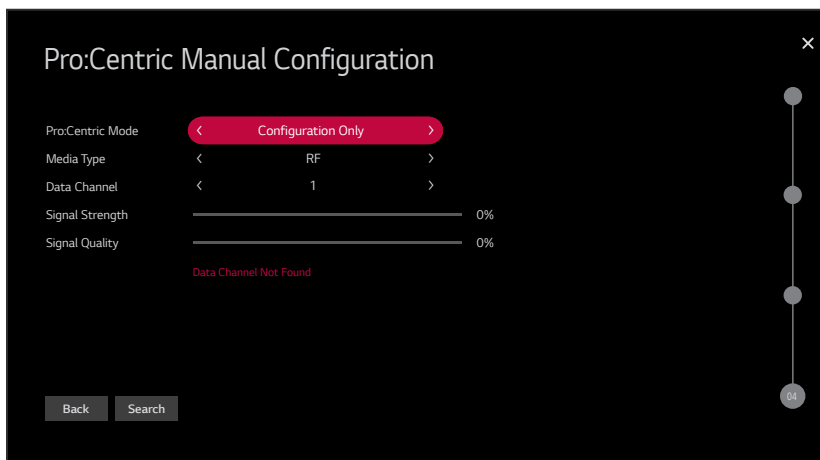 Pro:Centric Manual Configuration
Pro:Centric Mode Configuration Only
Media Type RF
Data Channel 1
Signal Strength 0%
Signal Quality 0%
Data Channel Not Found
Back Search
04